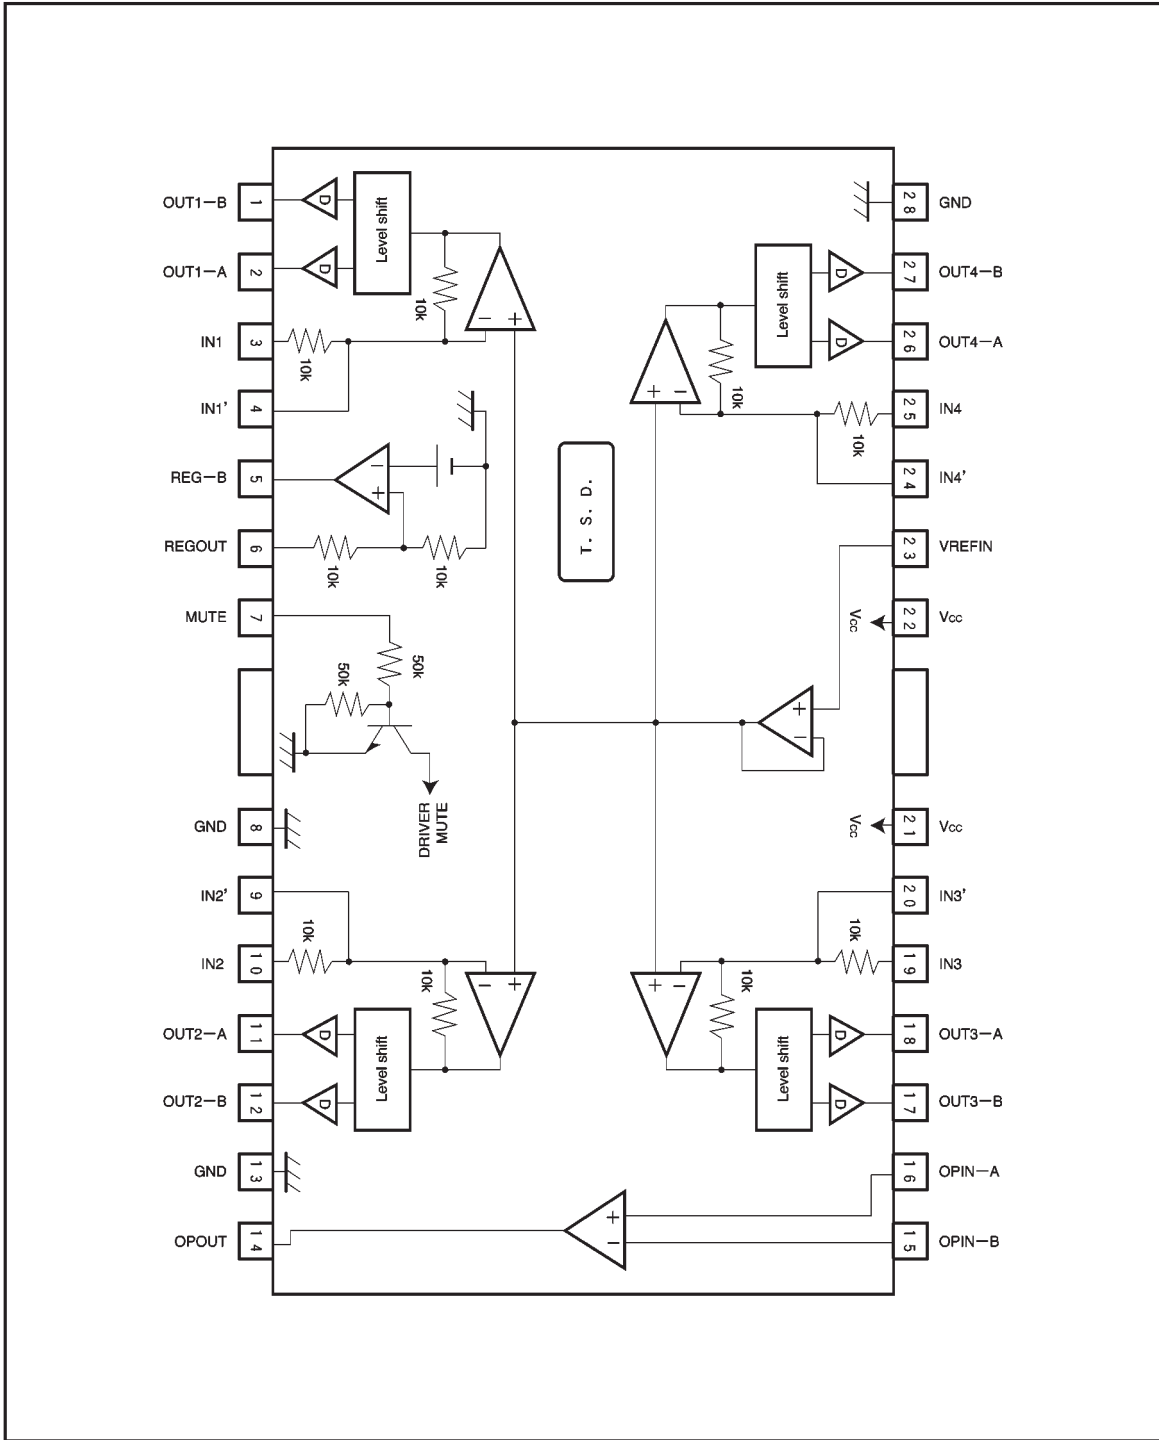 OUT1-B 1
OUT1-A 2
IN1 3
IN1' 4
REG-B 5
REGOUT 6
MUTE 7
GND 8
IN2' 9
IN2 10
OUT2-A 11
OUT2-B 12
GND 13
OPOUT 14
D
D
Level shift
10k
10k
- +
- +
10k
10k
50k
50k
DRIVER
MUTE
10k
10k
- +
D
D
Level shift
T. S. D.
+ -
Level shift
D
D
10k
10k
Vcc
+ -
Vcc
10k
10k
+ -
Level shift
D
D
+ -
28 GND
27 OUT4-B
26 OUT4-A
25 IN4
24 IN4'
23 VREFIN
22 Vcc
21 Vcc
20 IN3'
19 IN3
18 OUT3-A
17 OUT3-B
16 OPIN-A
15 OPIN-B